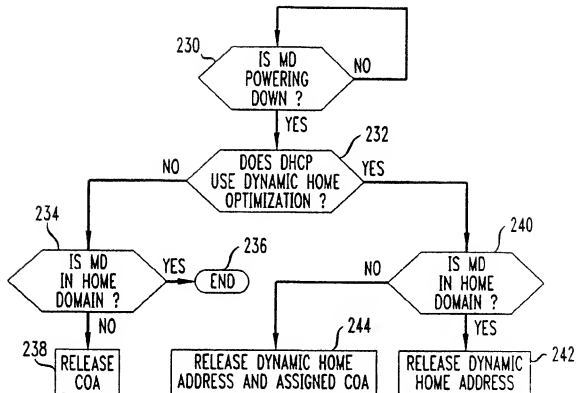 230
IS MD
POWERING
DOWN ?
NO
YES
232
DOES DHCP
USE DYNAMIC HOME
OPTIMIZATION ?
NO
YES
234
IS MD
IN HOME
DOMAIN ?
YES
236
END
NO
238
RELEASE
COA
240
IS MD
IN HOME
DOMAIN ?
NO
YES
244
RELEASE DYNAMIC HOME
ADDRESS AND ASSIGNED COA
RELEASE DYNAMIC
HOME ADDRESS
242